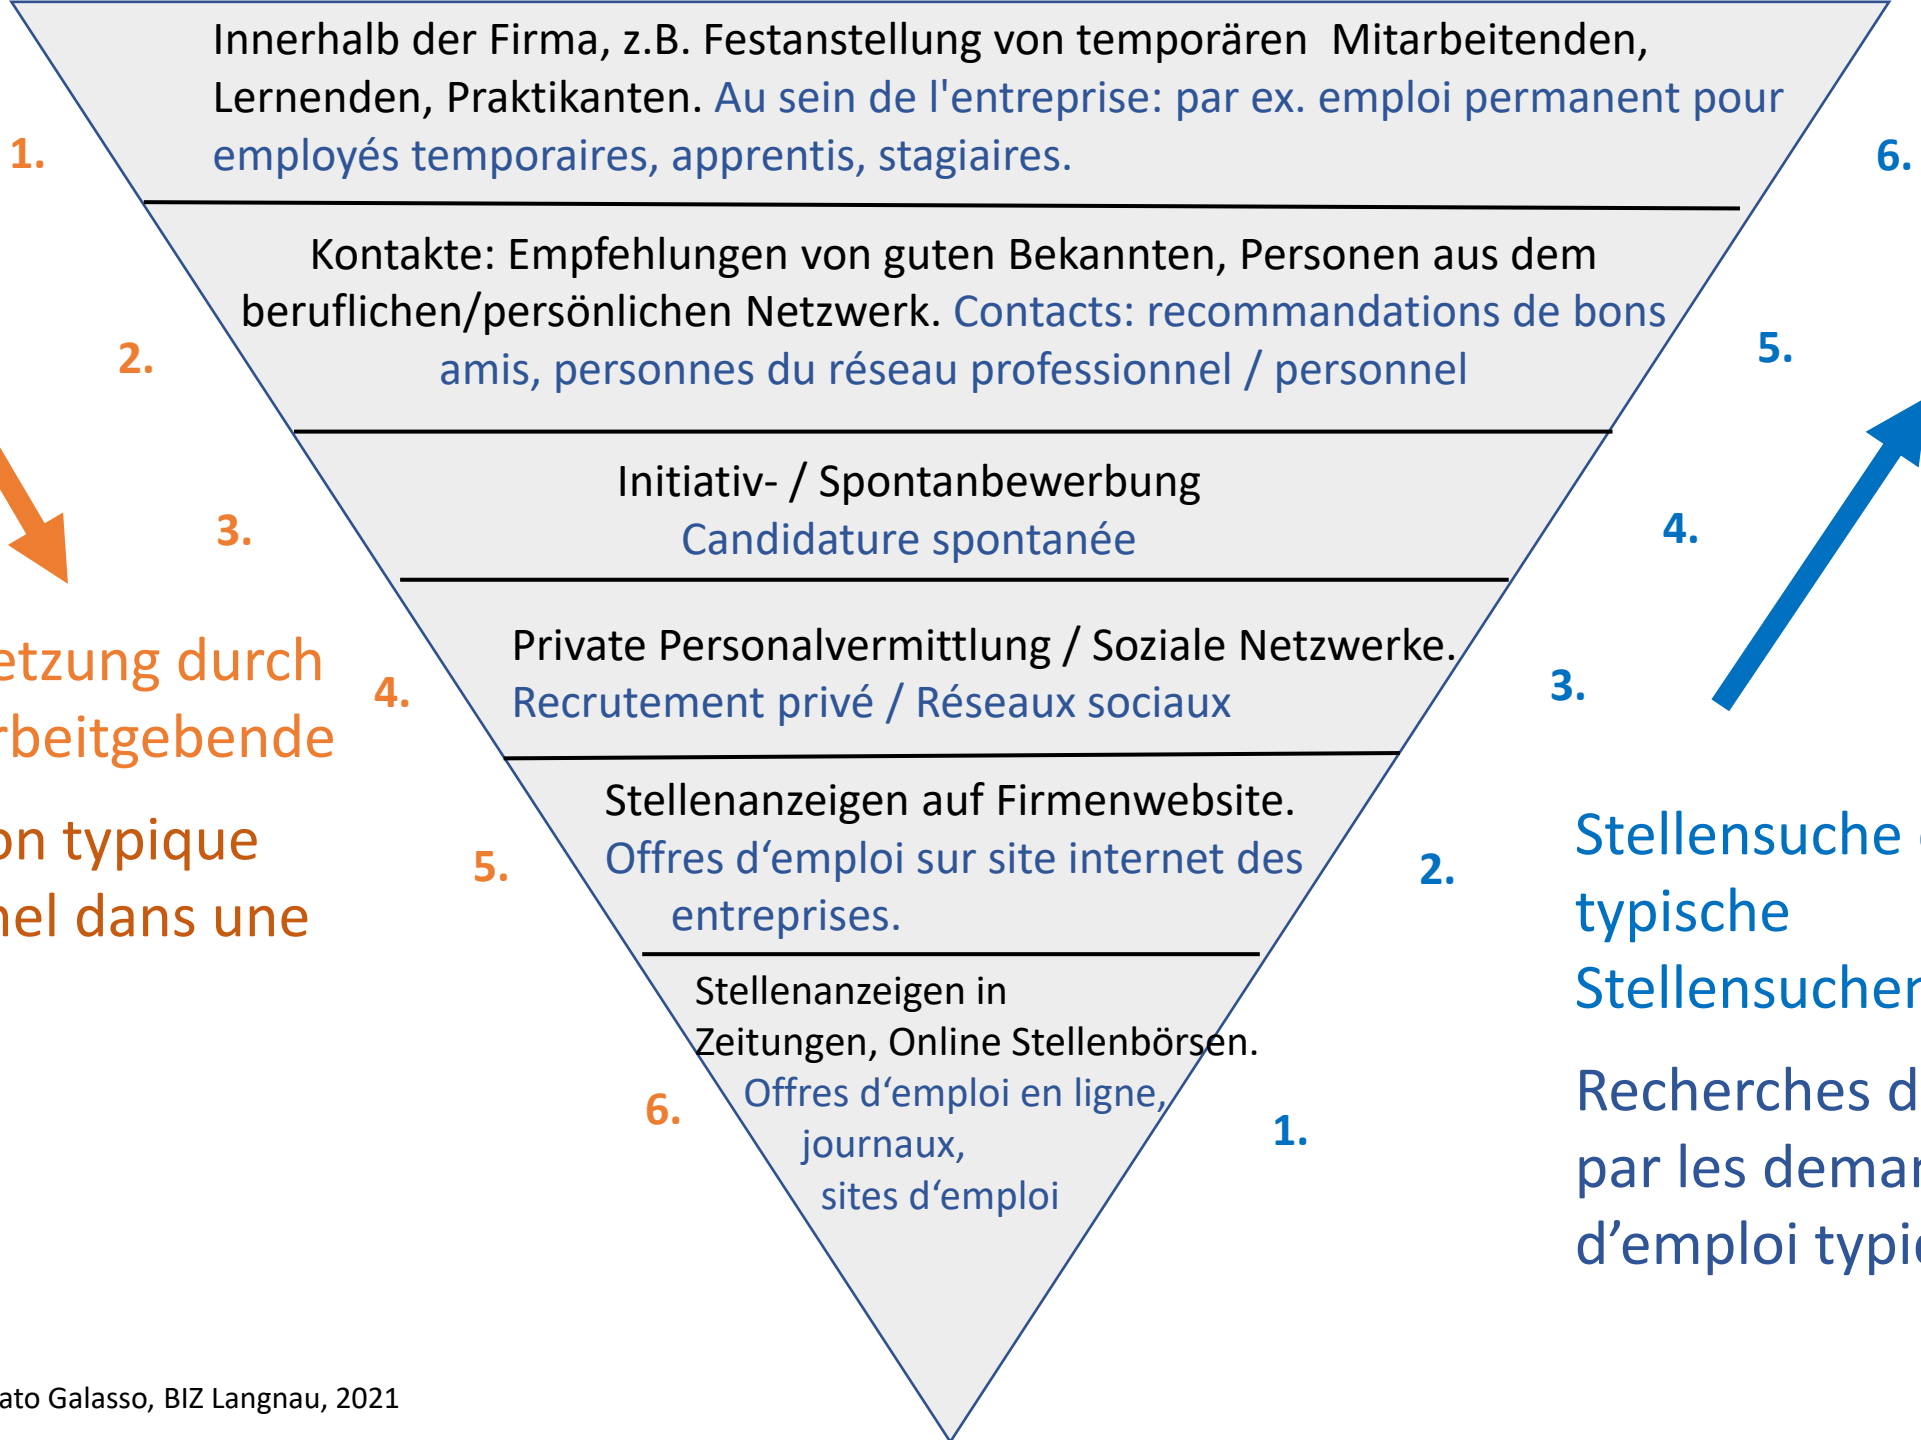 Innerhalb der Firma, z.B. Festanstellung von temporären Mitarbeitenden,
Lernenden, Praktikanten. Au sein de l'entreprise: par ex. emploi permanent pour
employés temporaires, apprentis, stagiaires.
1.
6.
Kontakte: Empfehlungen von guten Bekannten, Personen aus dem
beruflichen/persönlichen Netzwerk. Contacts: recommandations de bons
amis, personnes du réseau professionnel / personnel
2.
5.
Initiativ- / Spontanbewerbung
Candidature spontanée
3.
4.
Private Personalvermittlung / Soziale Netzwerke.
Recrutement privé / Réseaux sociaux
4.
3.
etzung durch
rbeitgebende
on typique
nel dans une
Stellenanzeigen auf Firmenwebsite.
Offres d‘emploi sur site internet des
entreprises.
5.
2.
Stellensuche
typische
Stellensuchen
Stellenanzeigen in
Zeitungen, Online Stellenbörsen.
Offres d‘emploi en ligne,
journaux,
sites d‘emploi
6.
1.
Recherches d
par les deman
d’emploi typi
ato Galasso, BIZ Langnau, 2021